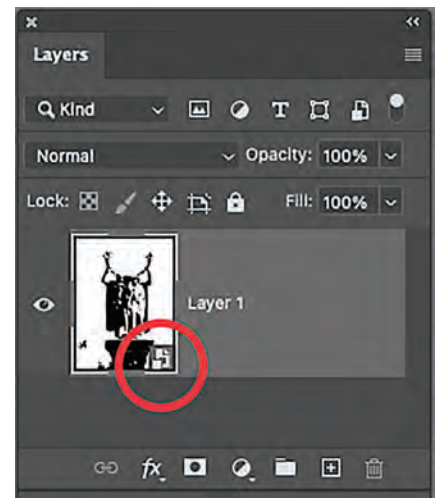 Layers
Kind
Normal Opacity: 100%
Lock: Fill: 100%
Layer 1
fx